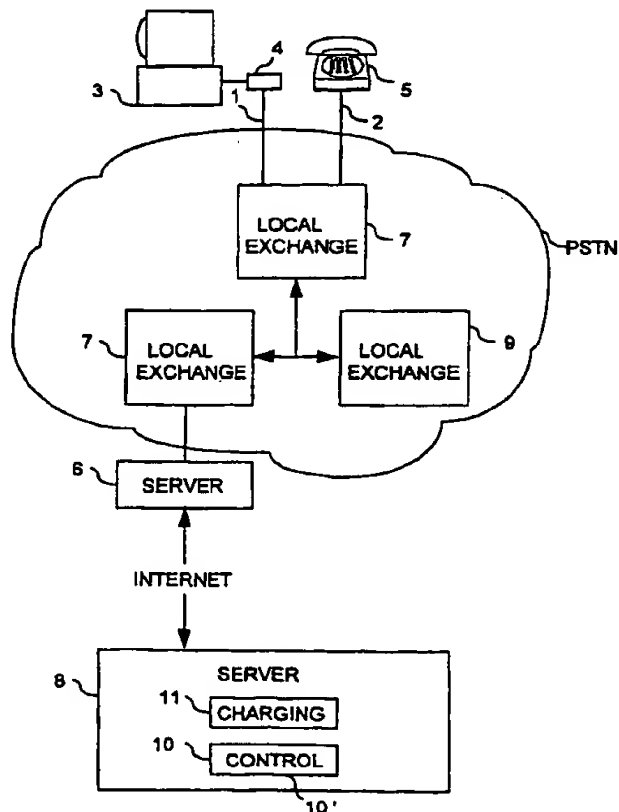 4
3
5
1
2
LOCAL
EXCHANGE
7
PSTN
7
LOCAL
EXCHANGE
LOCAL
EXCHANGE
9
6
SERVER
INTERNET
8
SERVER
11
CHARGING
10
CONTROL
10'